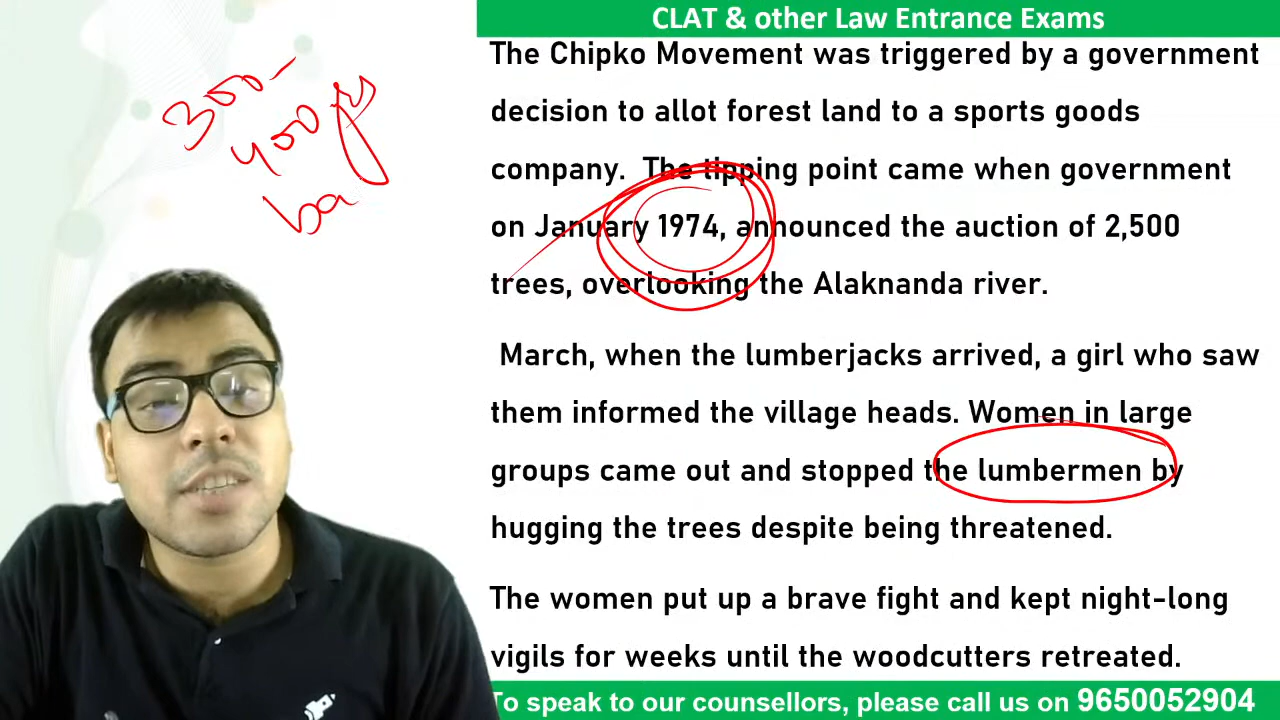 CLAT & other Law Entrance Exams
300-
400 yrs
ba
The Chipko Movement was triggered by a government
decision to allot forest land to a sports goods
company. The tipping point came when government
on January 1974, announced the auction of 2,500
trees, overlooking the Alaknanda river.
March, when the lumberjacks arrived, a girl who saw
them informed the village heads. Women in large
groups came out and stopped the lumbermen by
hugging the trees despite being threatened.
The women put up a brave fight and kept night-long
vigils for weeks until the woodcutters retreated.
To speak to our counsellors, please call us on 9650052904